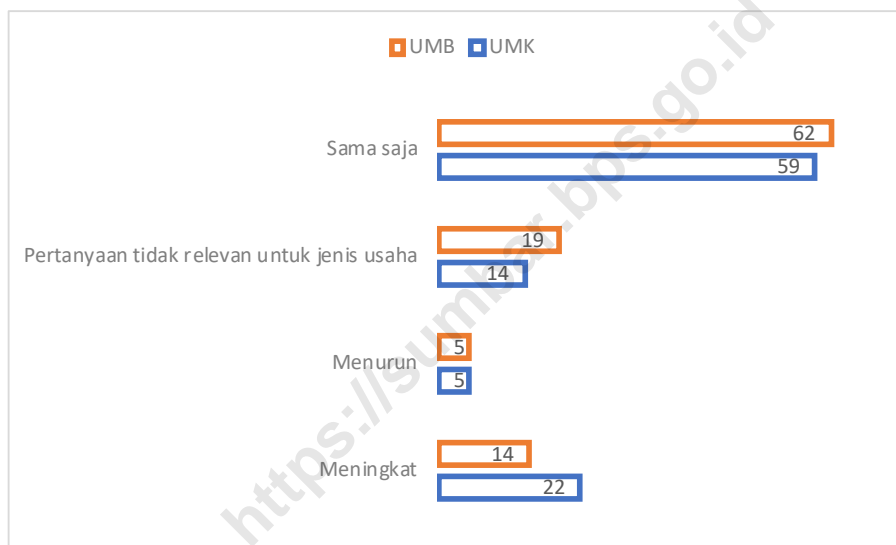 UMB UMK
Sama saja
62
59
Pertanyaan tidak relevan untuk jenis usaha
19
14
Menurun
5
5
Meningkat
14
22
https://sumbar.bps.go.id